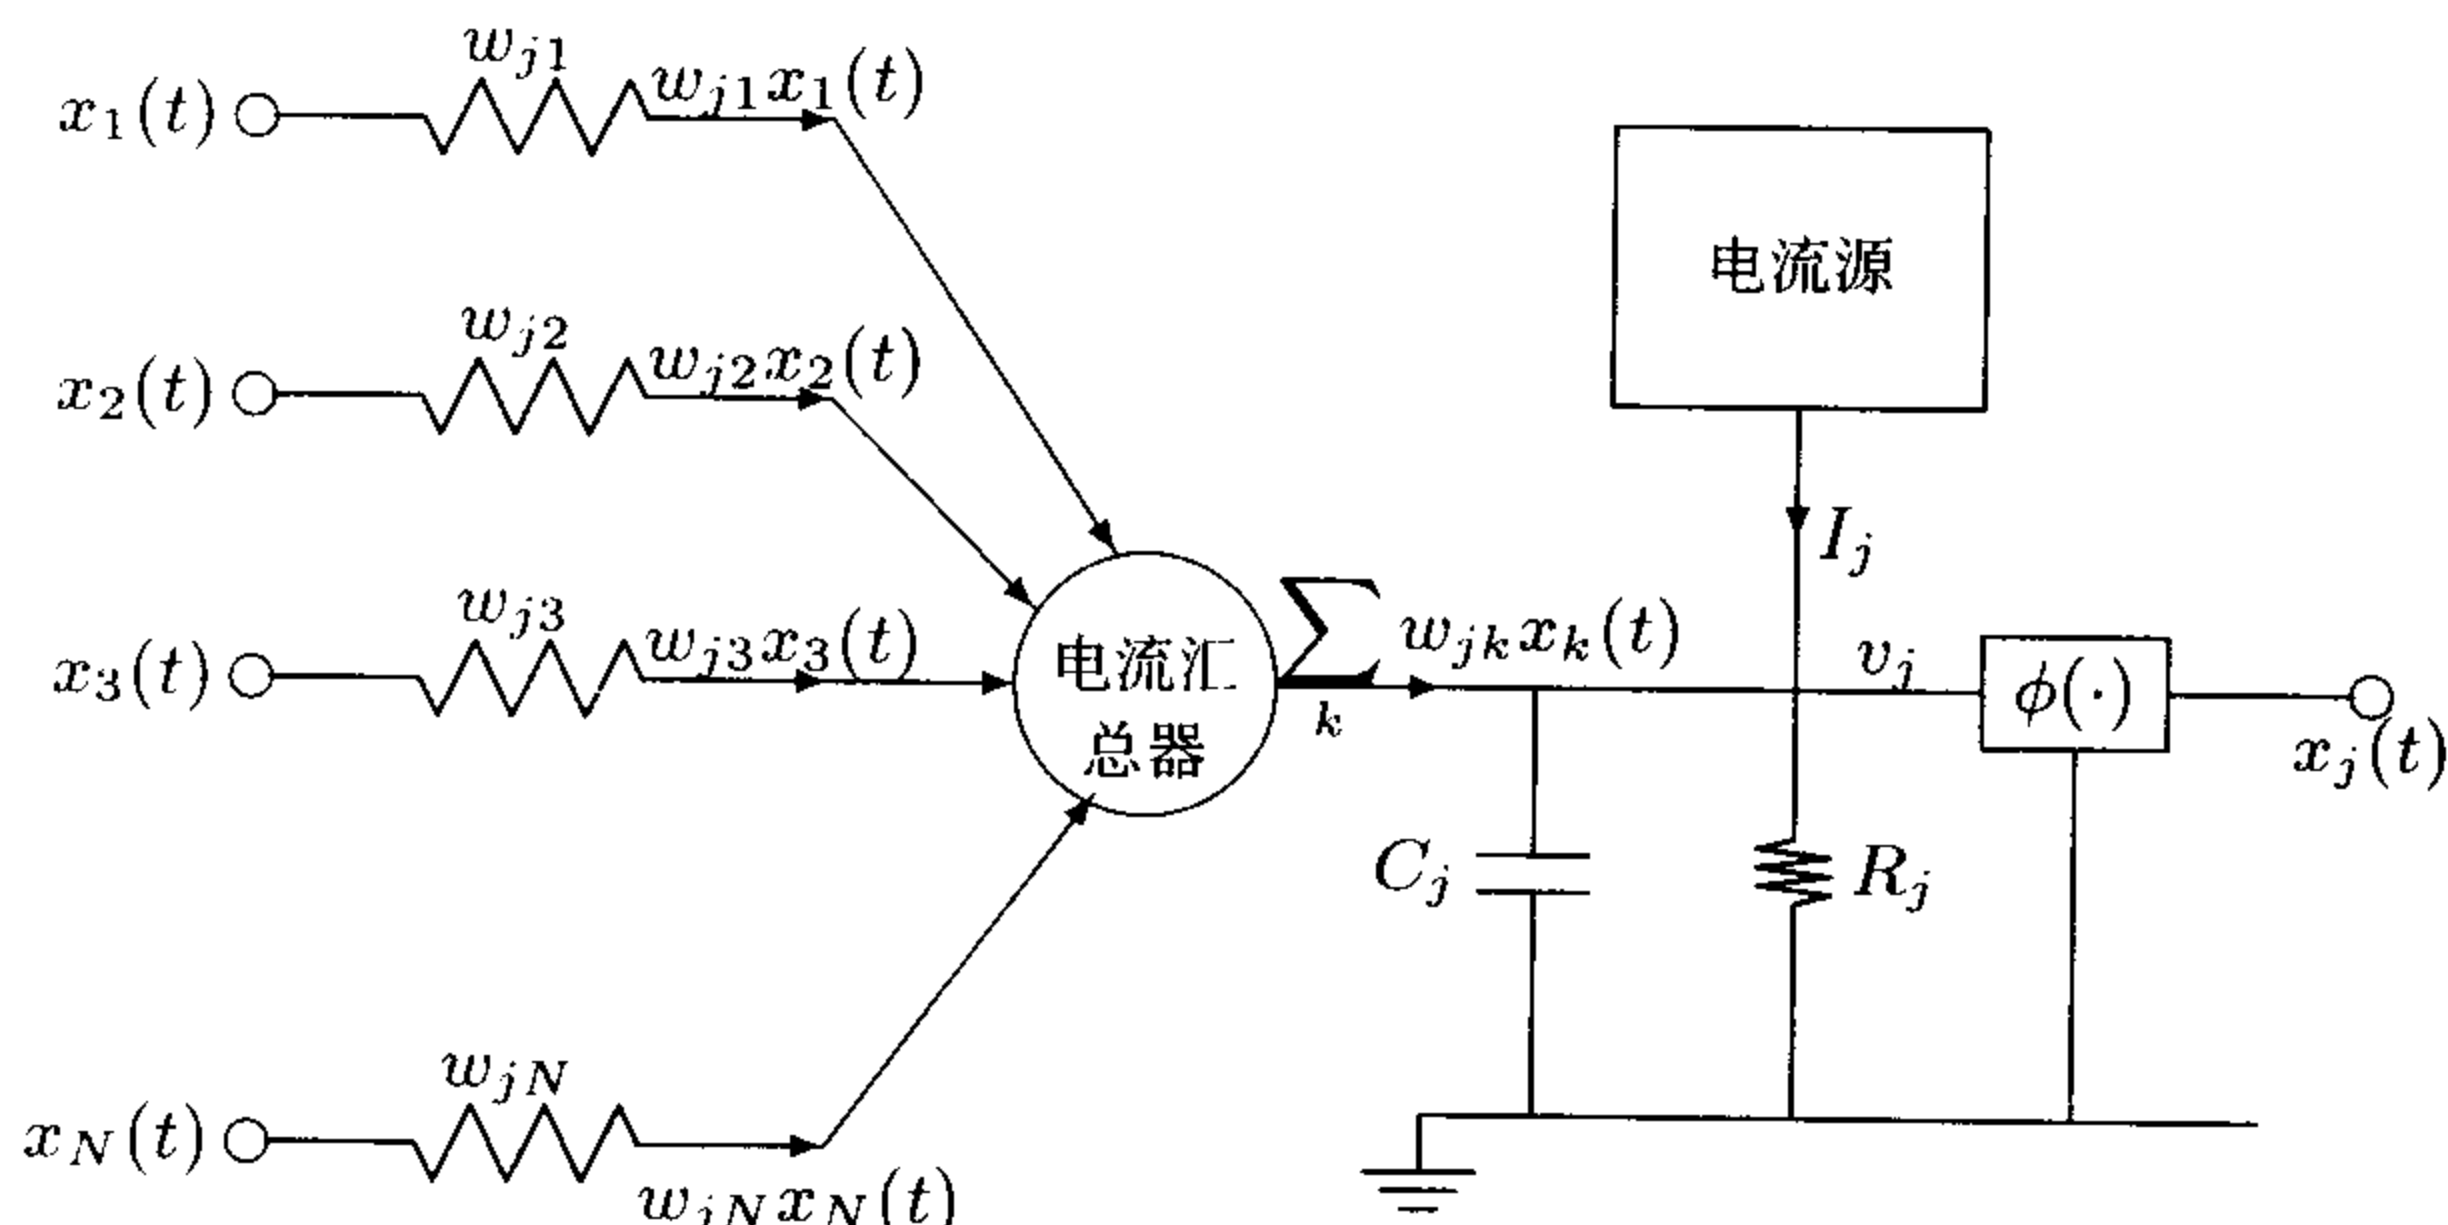 w_{j1}
x_1(t)
w_{j1}x_1(t)
w_{j2}
x_2(t)
w_{j2}x_2(t)
w_{j3}
x_3(t)
w_{j3}x_3(t)
w_{jN}
x_N(t)
w_{jN}x_N(t)
电流汇
总器
∑_k w_{jk}x_k(t)
电流源
I_j
v_j
ϕ(·)
x_j(t)
C_j
R_j